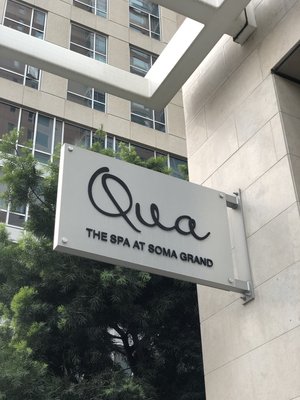 Qua
THE SPA AT SOMA GRAND